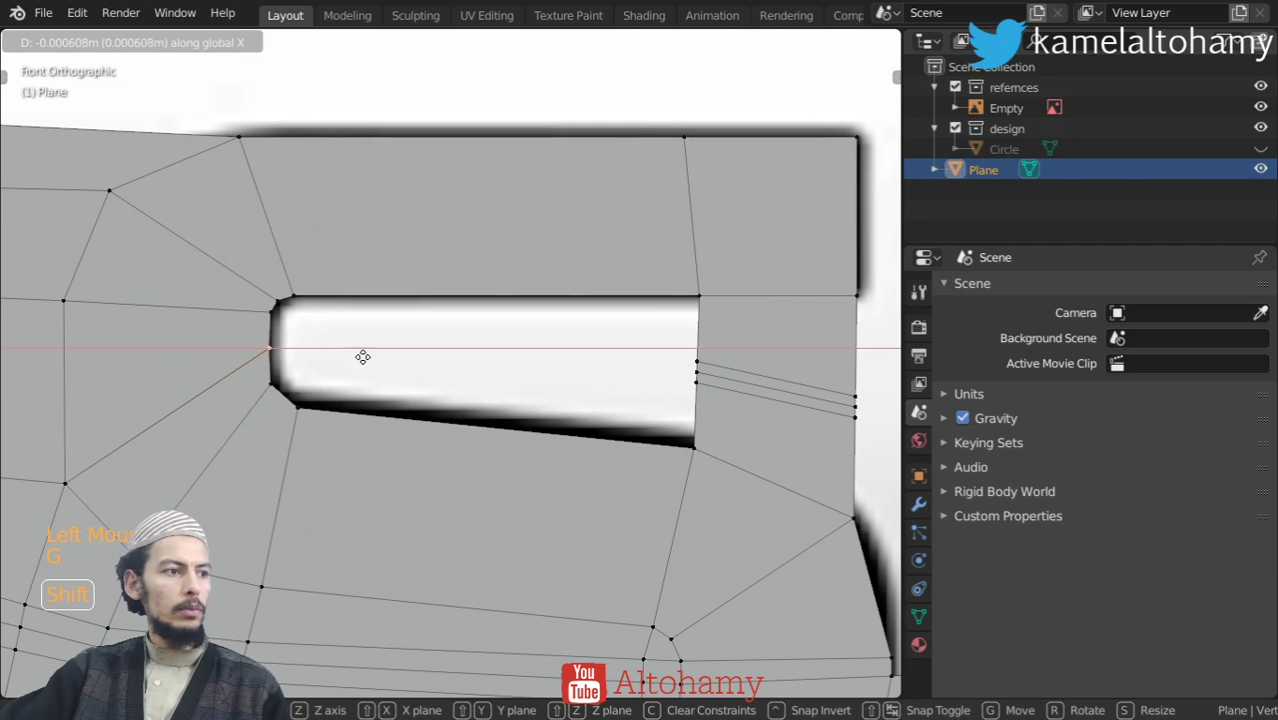 File Edit Render Window Help Layout Modeling Sculpting UV Editing Texture Paint Shading Animation Rendering Comp Scene View Layer
D: -0.000608m (0.000608m) along global X
kamelaltohamy
Front Orthographic
(1) Plane
Scene Collection
refernces
Empty
design
Circle
Plane
Scene
Scene
Camera
Background Scene
Active Movie Clip
Units
Gravity
Keying Sets
Audio
Rigid Body World
Custom Properties
Left Mous
G
Shift
You
Tube
Altohamy
Z Z axis X X plane Y Y plane Z Z plane C Clear Constraints ^ Snap Invert Snap Toggle G Move R Rotate S Resize Plane | Vert